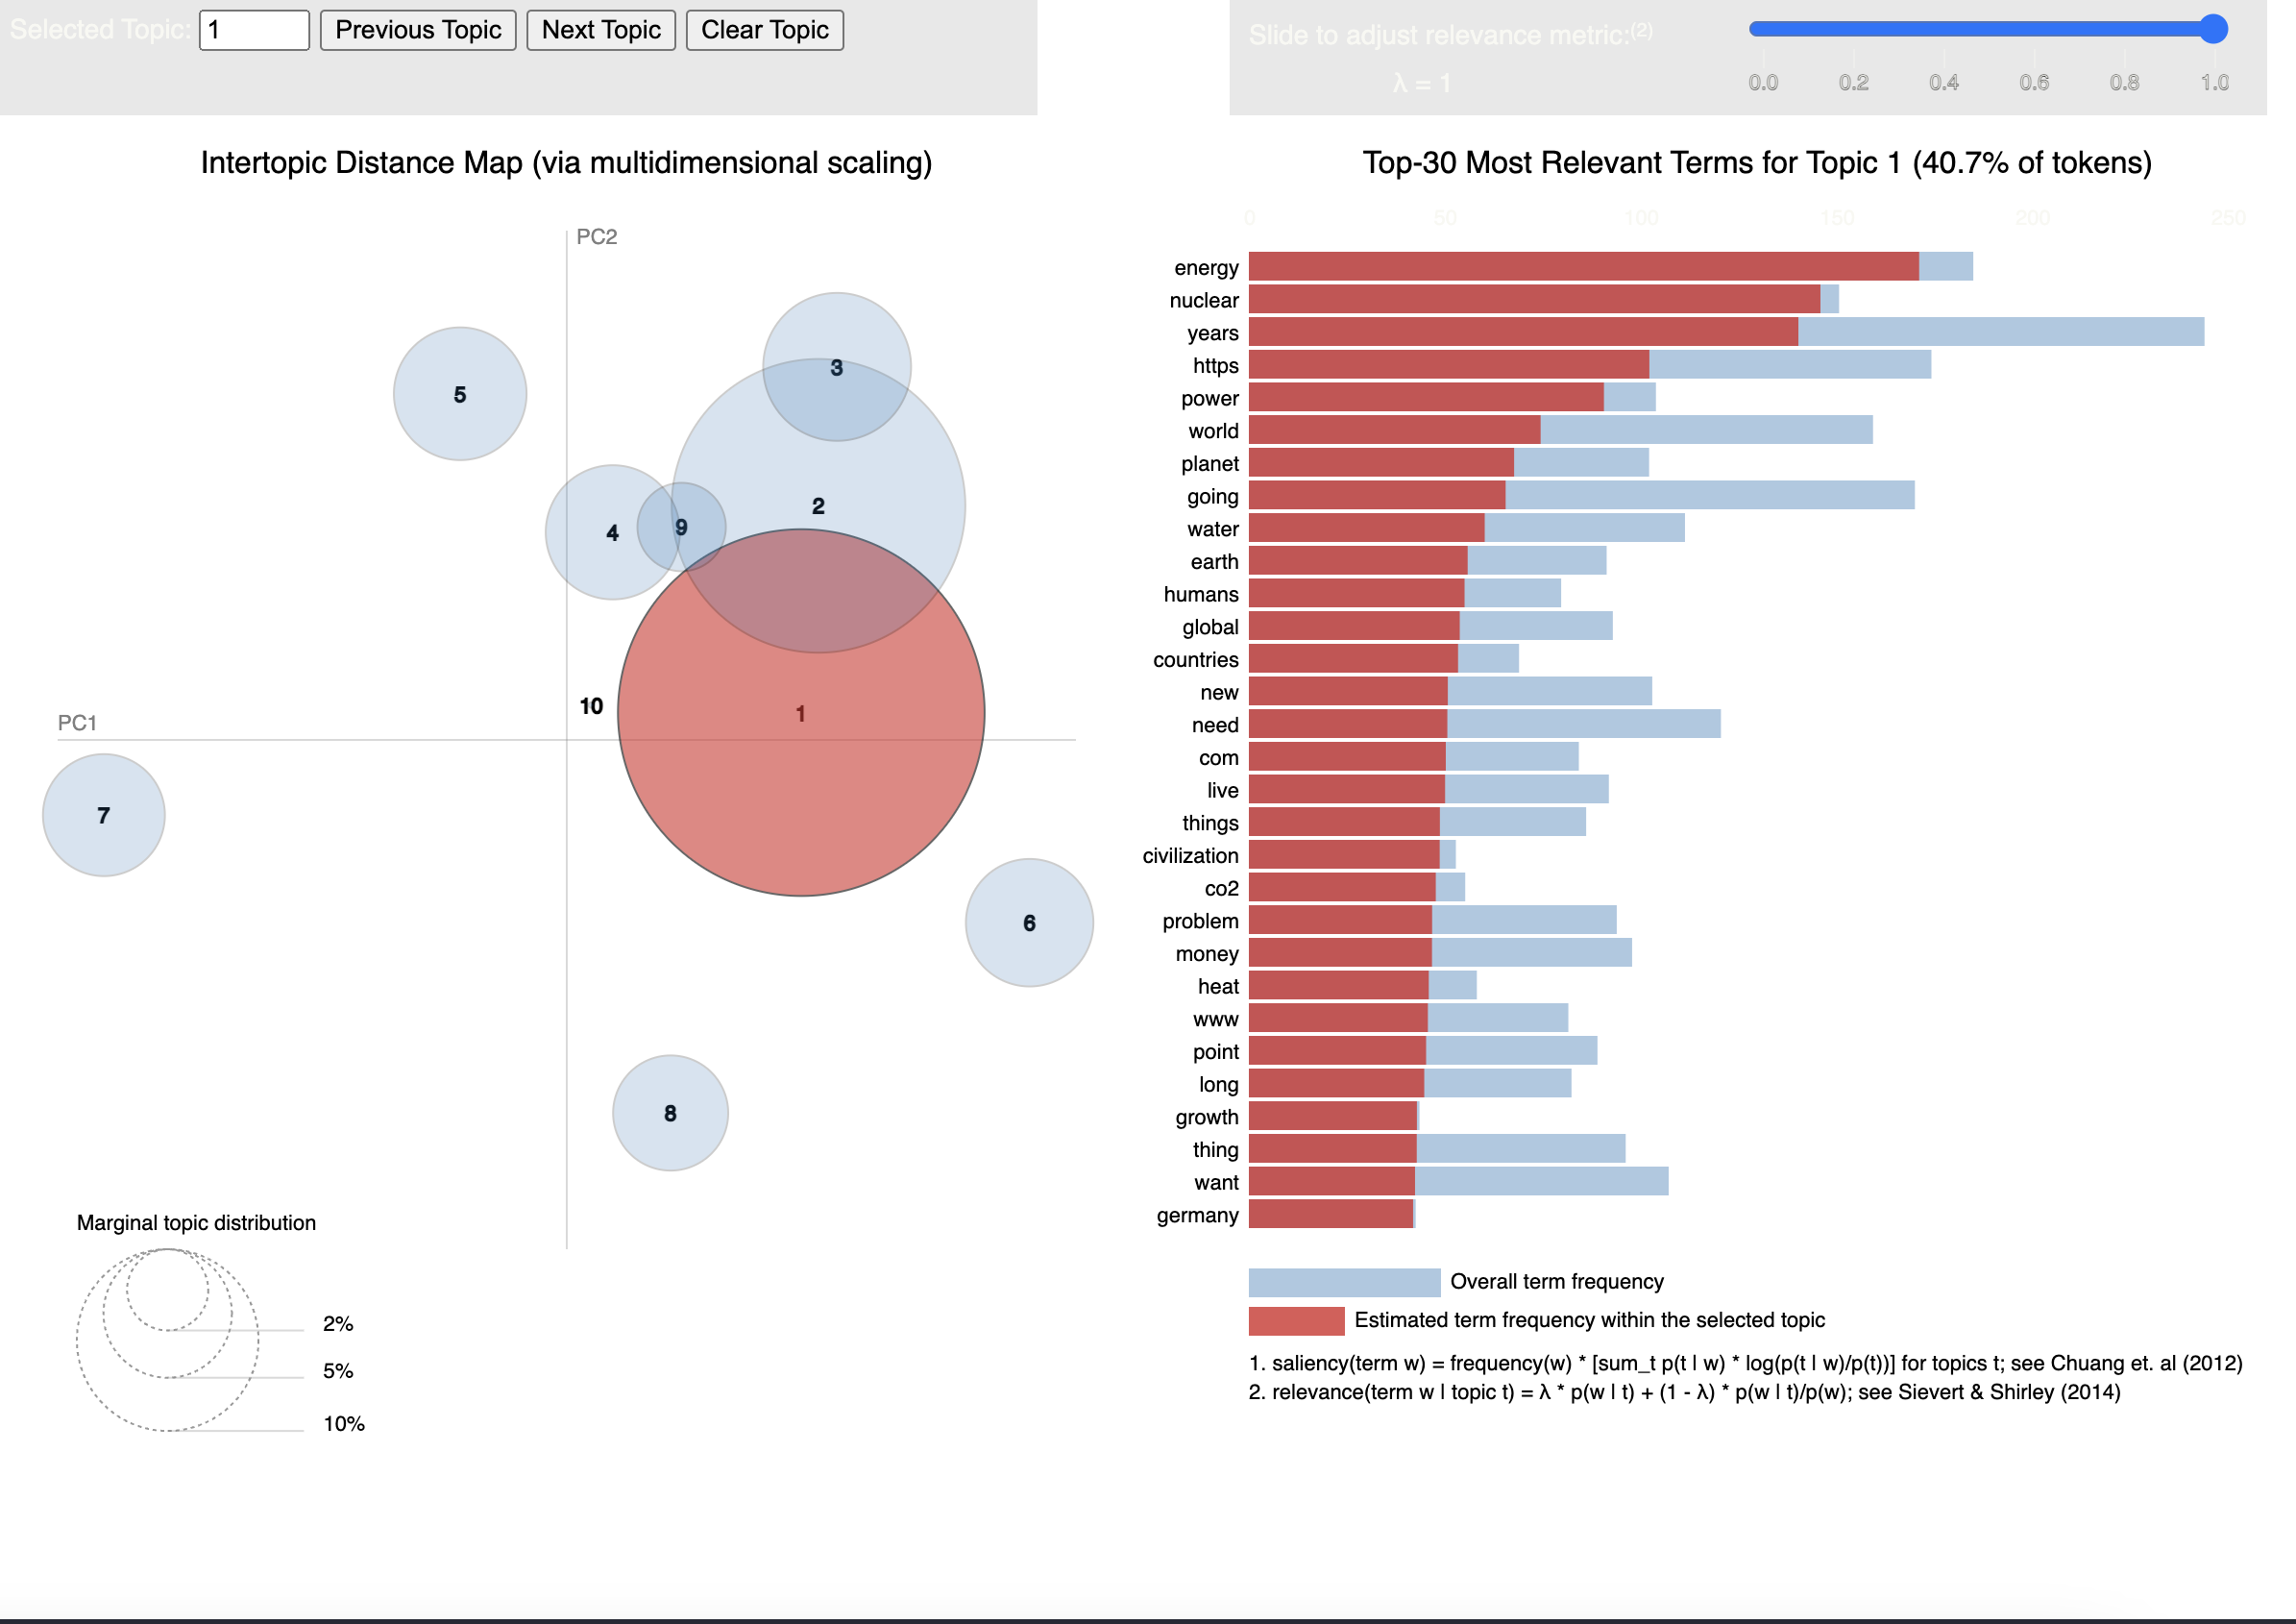 Selected Topic: 1 Previous Topic Next Topic Clear Topic
Slide to adjust relevance metric:(2)
λ = 1
0.0 0.2 0.4 0.6 0.8 1.0
Intertopic Distance Map (via multidimensional scaling)
PC2
PC1
5
3
2
4
9
10
1
7
6
8
Marginal topic distribution
2%
5%
10%
Top-30 Most Relevant Terms for Topic 1 (40.7% of tokens)
0 50 100 150 200 250
energy
nuclear
years
https
power
world
planet
going
water
earth
humans
global
countries
new
need
com
live
things
civilization
co2
problem
money
heat
www
point
long
growth
thing
want
germany
Overall term frequency
Estimated term frequency within the selected topic
1. saliency(term w) = frequency(w) * [sum_t p(t | w) * log(p(t | w)/p(t))] for topics t; see Chuang et. al (2012)
2. relevance(term w | topic t) = λ * p(w | t) + (1 - λ) * p(w | t)/p(w); see Sievert & Shirley (2014)